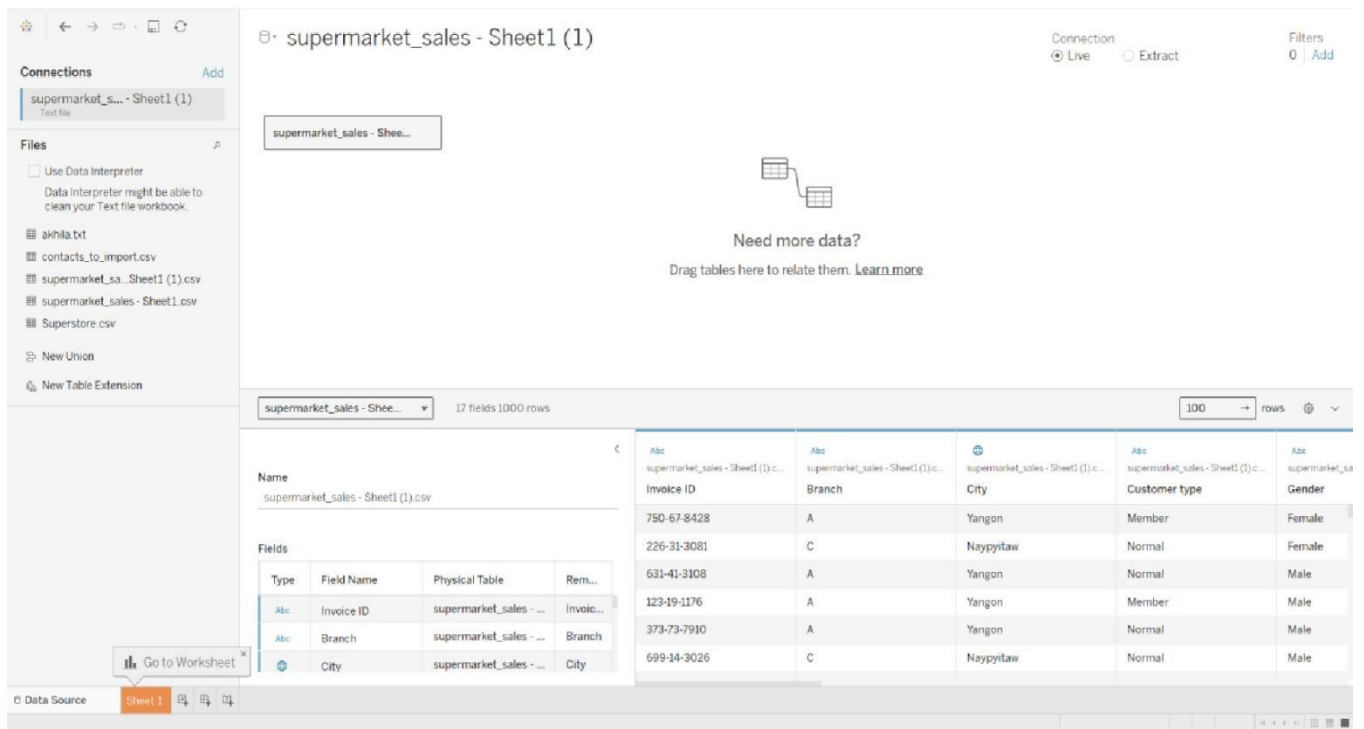 supermarket_sales - Sheet1 (1)
Connection
Live
Extract
Filters
0 Add
Connections
Add
supermarket_s... - Sheet1 (1)
Text file
Files
Use Data Interpreter
Data Interpreter might be able to
clean your Text file workbook.
akhila.txt
contacts_to_import.csv
supermarket_sa...Sheet1 (1).csv
supermarket_sales - Sheet1.csv
Superstore.csv
New Union
New Table Extension
supermarket_sales - Shee...
Need more data?
Drag tables here to relate them. Learn more
supermarket_sales - Shee...
17 fields 1000 rows
100 → rows
Name
supermarket_sales - Sheet1 (1).csv
Fields
Type Field Name Physical Table Rem...
Abc Invoice ID supermarket_sales - ... Invoic...
Abc Branch supermarket_sales - ... Branch
City supermarket_sales - ... City
Abc Abc Abc Abc
supermarket_sales - Sheet1 (1).c... supermarket_sales - Sheet1 (1).c... supermarket_sales - Sheet1 (1).c... supermarket_sales - Sheet1 (1).c... supermarket_sa
Invoice ID Branch City Customer type Gender
750-67-8428 A Yangon Member Female
226-31-3081 C Naypyitaw Normal Female
631-41-3108 A Yangon Normal Male
123-19-1176 A Yangon Member Male
373-73-7910 A Yangon Normal Male
699-14-3026 C Naypyitaw Normal Male
Go to Worksheet
Data Source
Sheet 1